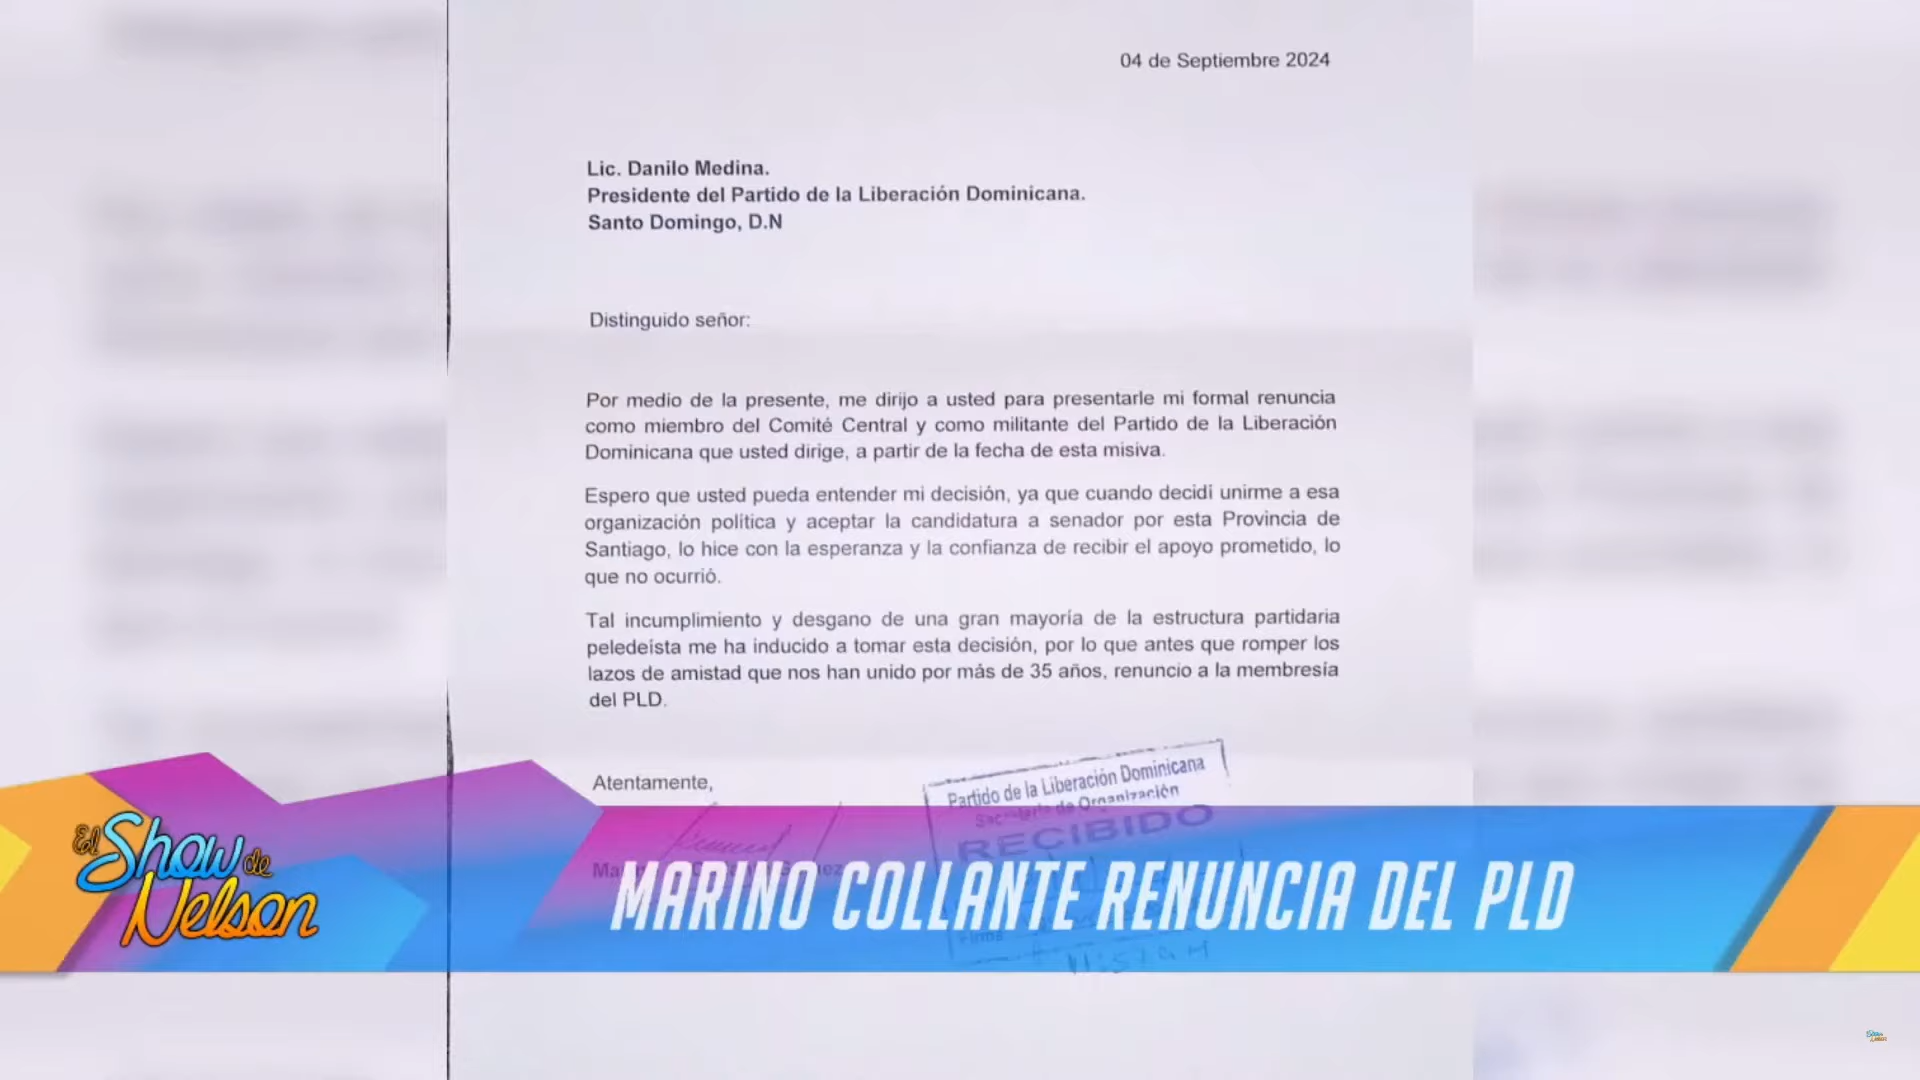 04 de Septiembre 2024
Lic. Danilo Medina.
Presidente del Partido de la Liberación Dominicana.
Santo Domingo, D.N
Distinguido señor:
Por medio de la presente, me dirijo a usted para presentarle mi formal renuncia
como miembro del Comité Central y como militante del Partido de la Liberación
Dominicana que usted dirige, a partir de la fecha de esta misiva.
Espero que usted pueda entender mi decisión, ya que cuando decidí unirme a esa
organización política y aceptar la candidatura a senador por esta Provincia de
Santiago, lo hice con la esperanza y la confianza de recibir el apoyo prometido, lo
que no ocurrió.
Tal incumplimiento y desgano de una gran mayoría de la estructura partidaria
peledeísta me ha inducido a tomar esta decisión, por lo que antes que romper los
lazos de amistad que nos han unido por más de 35 años, renuncio a la membresía
del PLD.
Atentamente,
Partido de la Liberación Dominicana
de Organización
RECIBIDO
El Show de Nelson
MARINO COLLANTE RENUNCIA DEL PLD